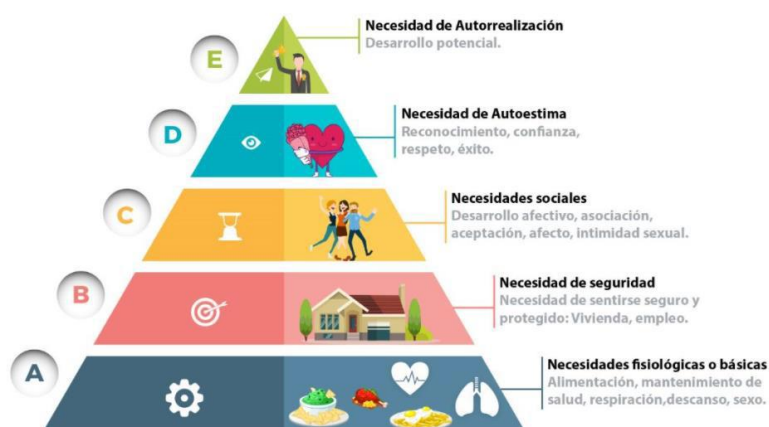 E
Necesidad de Autorrealización
Desarrollo potencial.
D
Necesidad de Autoestima
Reconocimiento, confianza,
respeto, éxito.
C
Necesidades sociales
Desarrollo afectivo, asociación,
aceptación, afecto, intimidad sexual.
B
Necesidad de seguridad
Necesidad de sentirse seguro y
protegido: Vivienda, empleo.
A
Necesidades fisiológicas o básicas
Alimentación, mantenimiento de
salud, respiración,descanso, sexo.